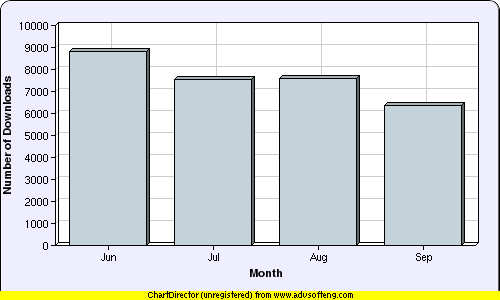 10000
9000
8000
7000
6000
5000
4000
3000
2000
1000
0
Number of Downloads
Jun Jul Aug Sep
Month
ChartDirector (unregistered) from www.advsofteng.com